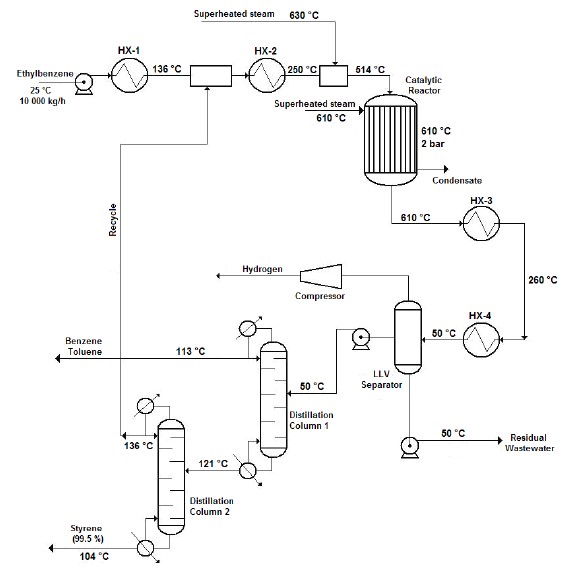 Superheated steam
630 °C
HX-1
HX-2
Ethylbenzene
136 °C
250 °C
514 °C
25 °C
10 000 kg/h
Catalytic
Reactor
Superheated steam
610 °C
610 °C
2 bar
Condensate
HX-3
610 °C
Recycle
Hydrogen
260 °C
Compressor
HX-4
50 °C
Benzene
Toluene
113 °C
LLV
Separator
50 °C
Distillation
Column 1
50 °C
Residual
Wastewater
136 °C
121 °C
Distillation
Column 2
Styrene
(99.5 %)
104 °C